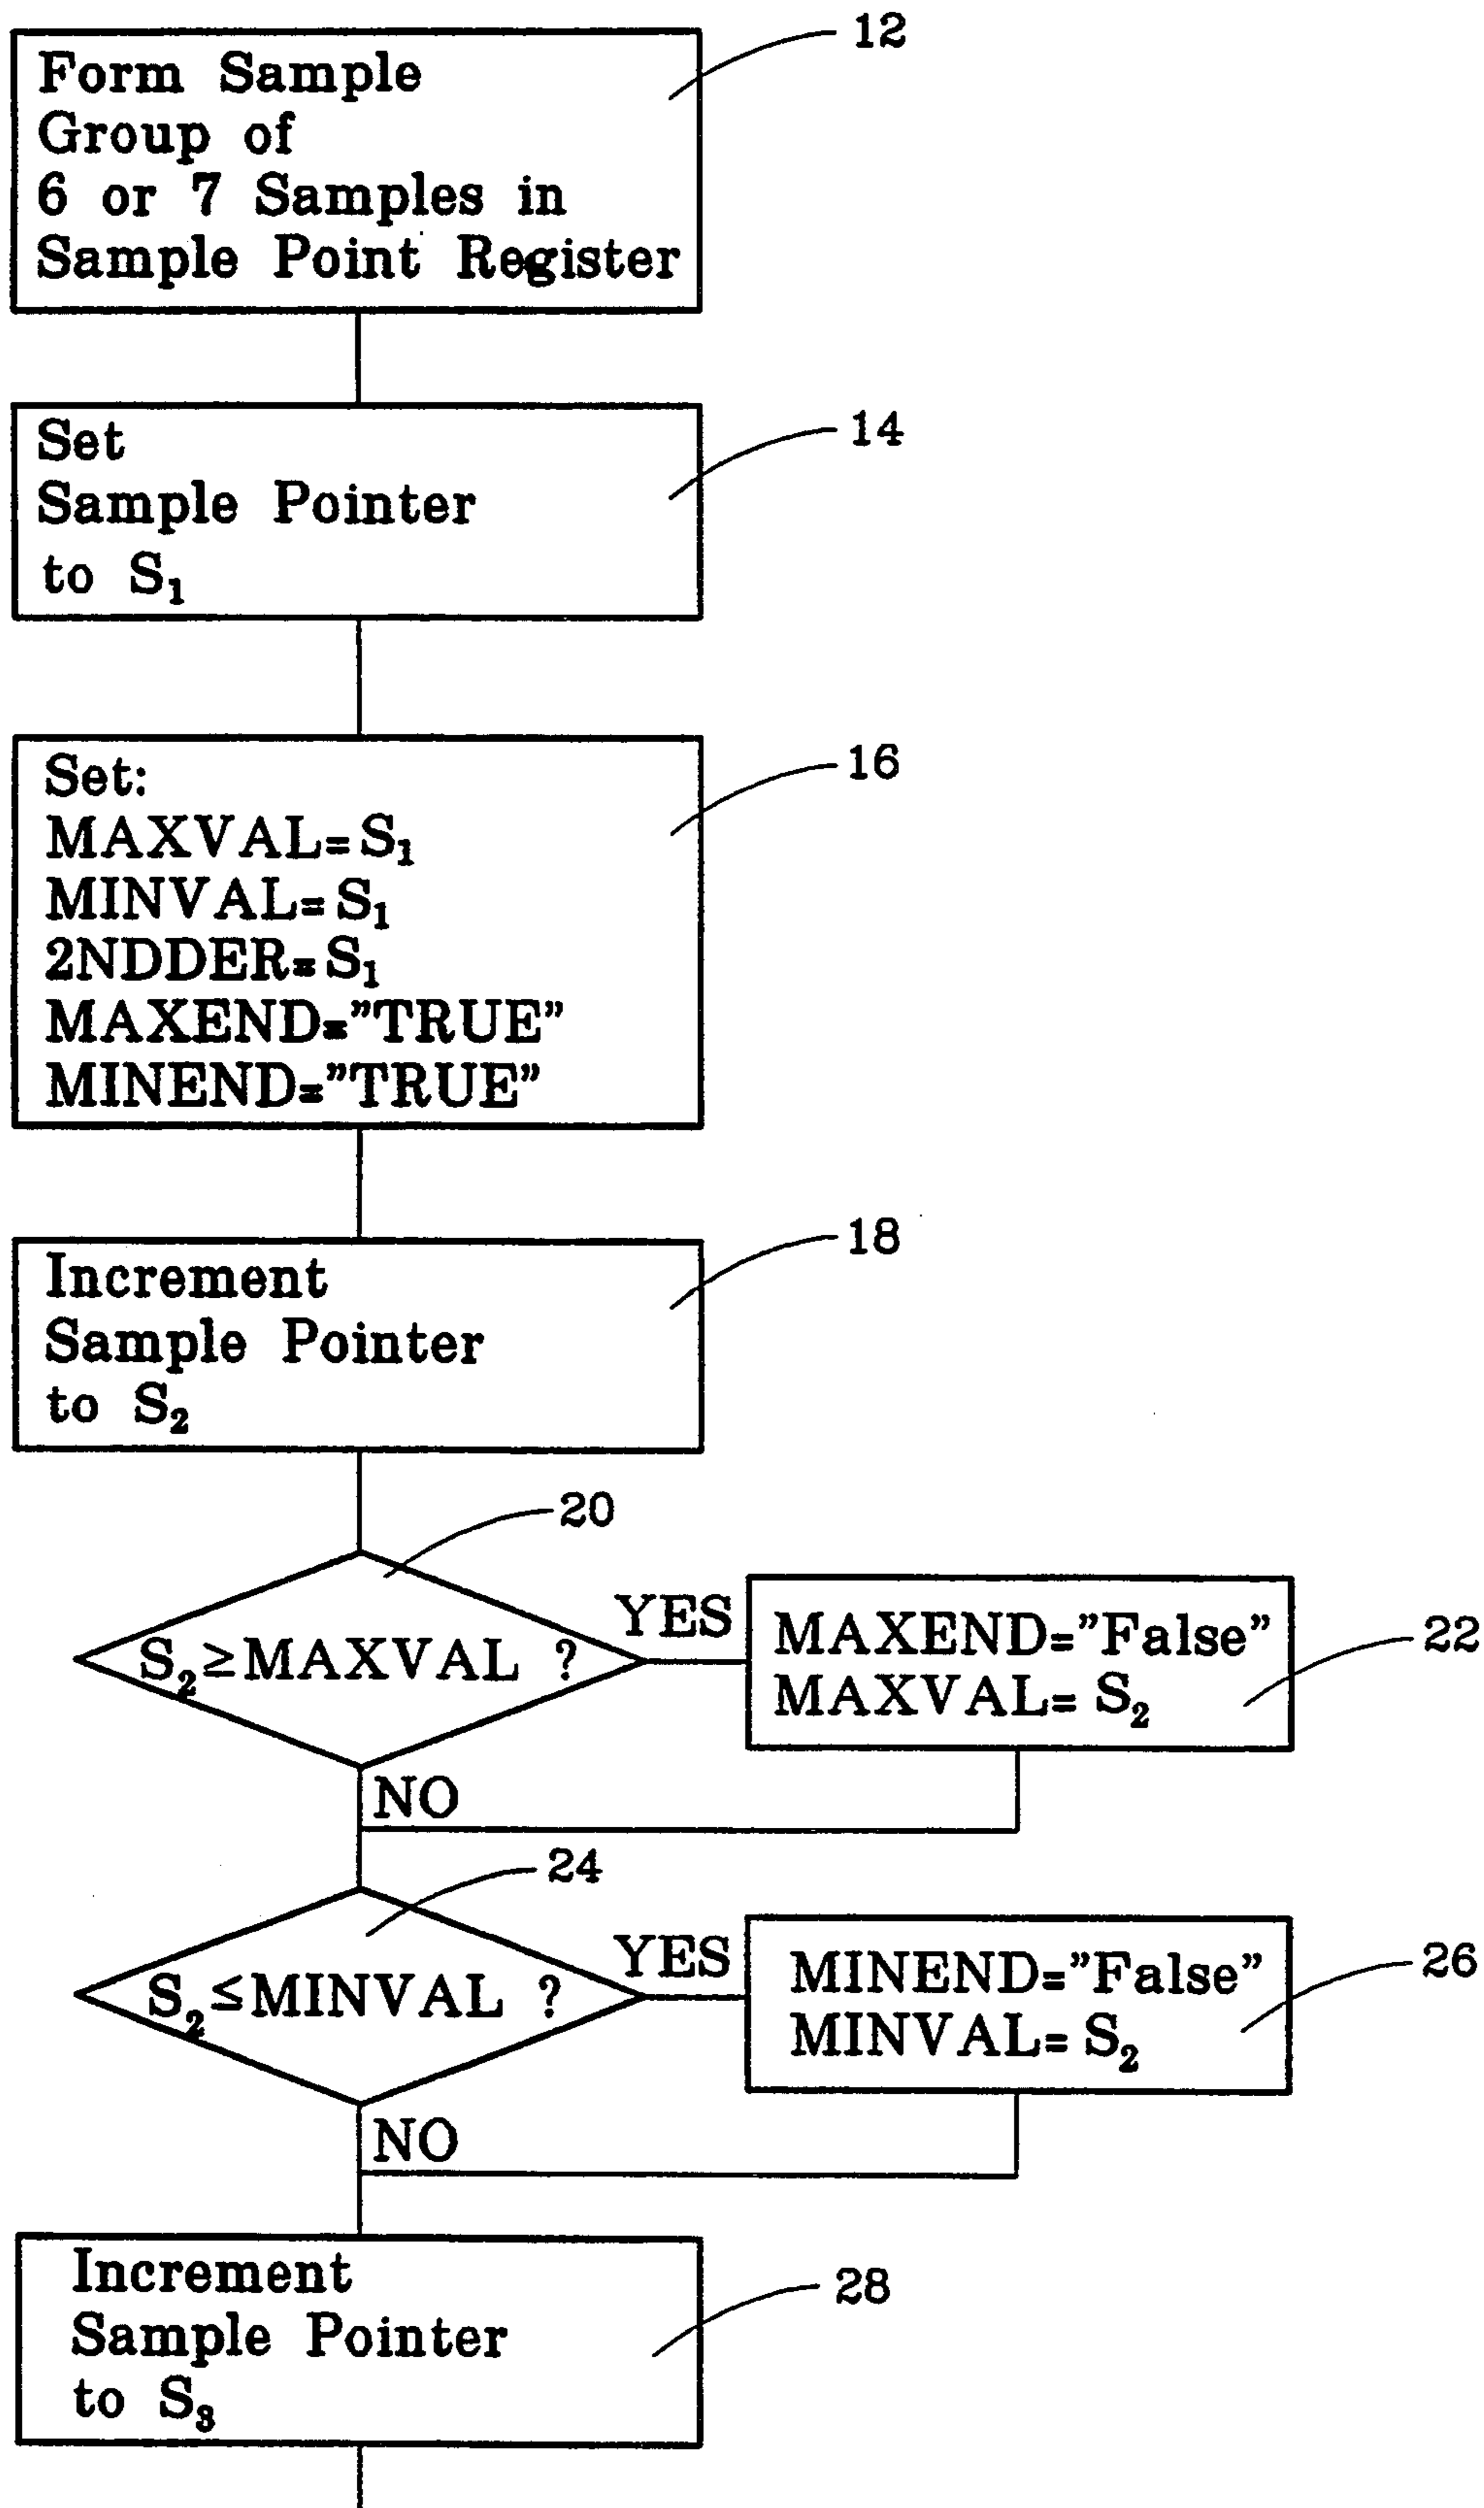 12
Form Sample
Group of
6 or 7 Samples in
Sample Point Register
14
Set
Sample Pointer
to S₁
16
Set:
MAXVAL=S₁
MINVAL=S₁
2NDDER=S₁
MAXEND=”TRUE”
MINEND=”TRUE”
18
Increment
Sample Pointer
to S₂
20
S₂≥MAXVAL ?
YES
MAXEND=”False”
MAXVAL= S₂
22
NO
24
S₂≤MINVAL ?
YES
MINEND=”False”
MINVAL= S₂
26
NO
Increment
Sample Pointer
to S₃
28